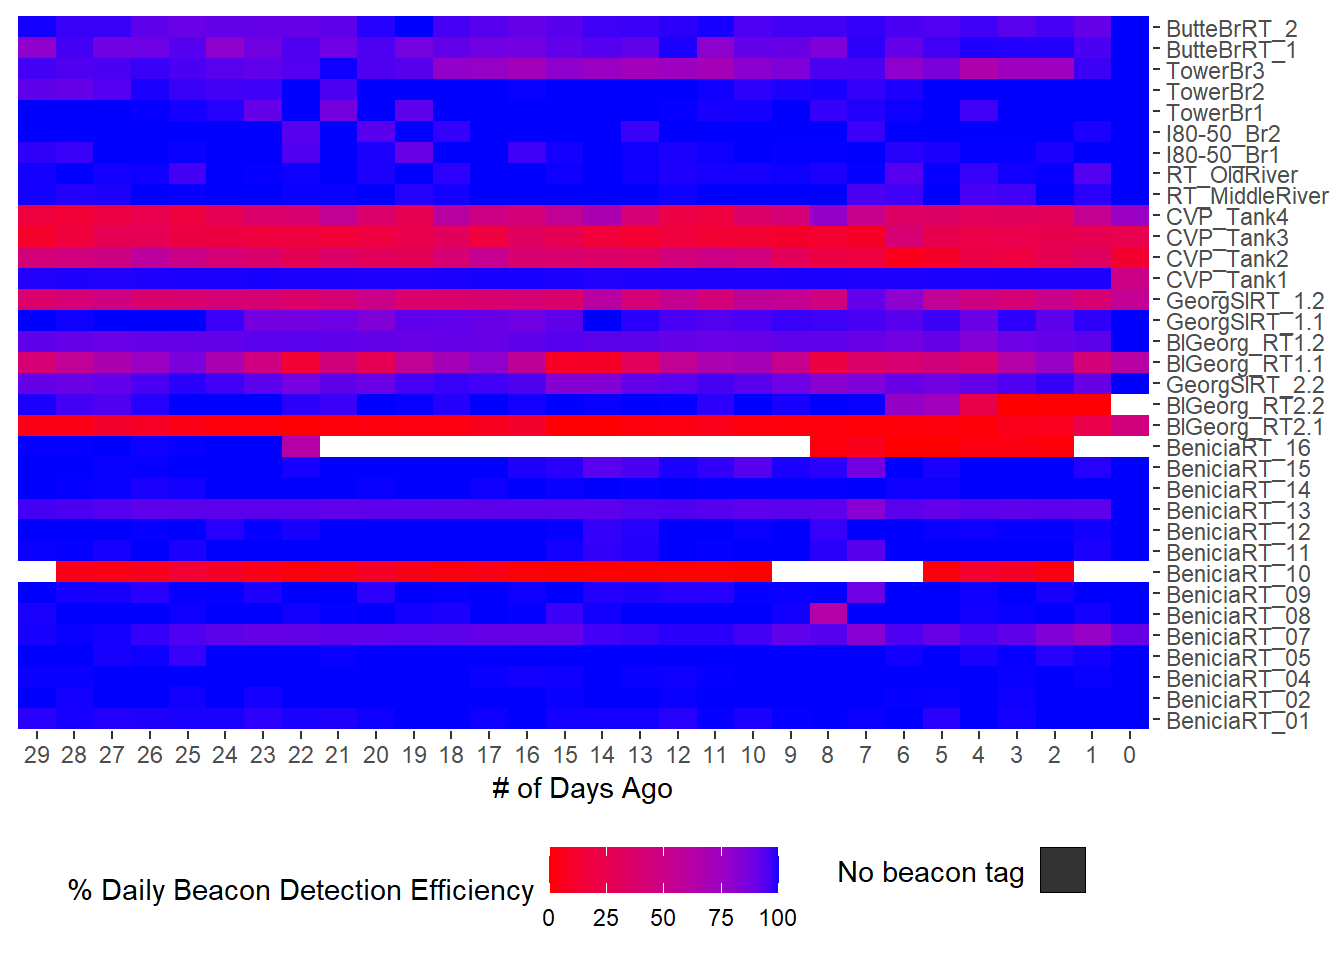 ButteBrRT_2
ButteBrRT_1
TowerBr3
TowerBr2
TowerBr1
I80-50_Br2
I80-50_Br1
RT_OldRiver
RT_MiddleRiver
CVP_Tank4
CVP_Tank3
CVP_Tank2
CVP_Tank1
GeorgSlRT_1.2
GeorgSlRT_1.1
BlGeorg_RT1.2
BlGeorg_RT1.1
GeorgSlRT_2.2
BlGeorg_RT2.2
BlGeorg_RT2.1
BeniciaRT_16
BeniciaRT_15
BeniciaRT_14
BeniciaRT_13
BeniciaRT_12
BeniciaRT_11
BeniciaRT_10
BeniciaRT_09
BeniciaRT_08
BeniciaRT_07
BeniciaRT_05
BeniciaRT_04
BeniciaRT_02
BeniciaRT_01
29 28 27 26 25 24 23 22 21 20 19 18 17 16 15 14 13 12 11 10 9 8 7 6 5 4 3 2 1 0
# of Days Ago
% Daily Beacon Detection Efficiency
0 25 50 75 100
No beacon tag